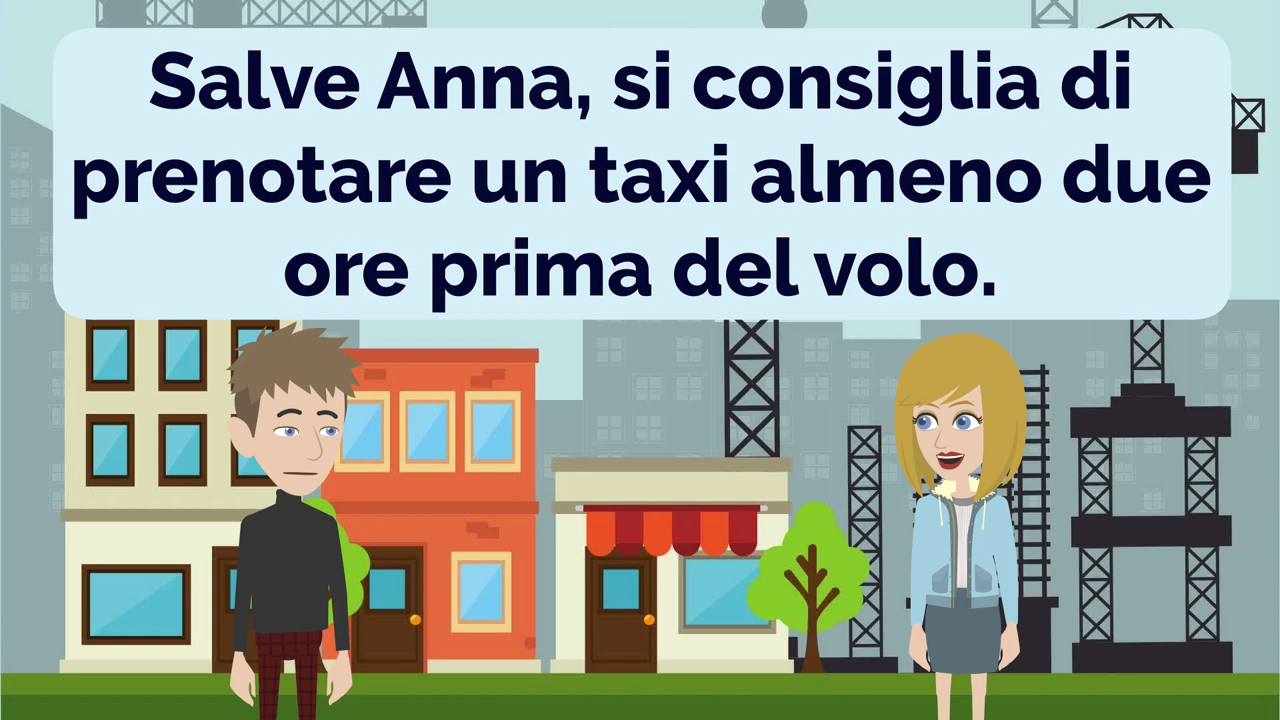 Salve Anna, si consiglia di
prenotare un taxi almeno due
ore prima del volo.